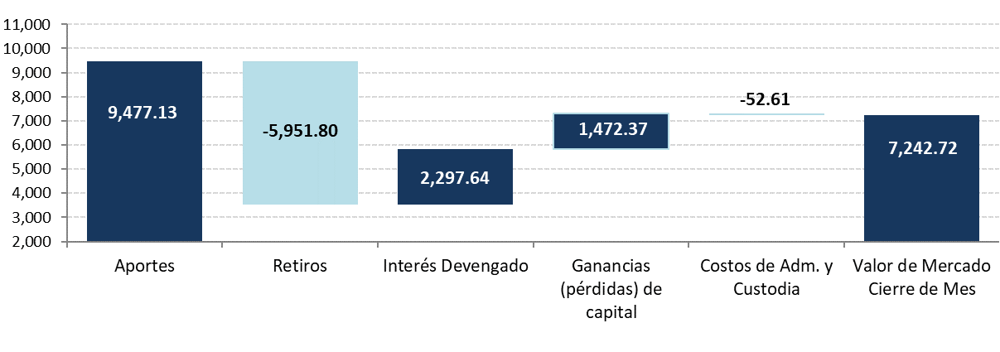 11,000
10,000
9,000
8,000
7,000
6,000
5,000
4,000
3,000
2,000
9,477.13
-5,951.80
2,297.64
1,472.37
-52.61
7,242.72
Aportes
Retiros
Interés Devengado
Ganancias
(pérdidas) de
capital
Costos de Adm. y
Custodia
Valor de Mercado
Cierre de Mes